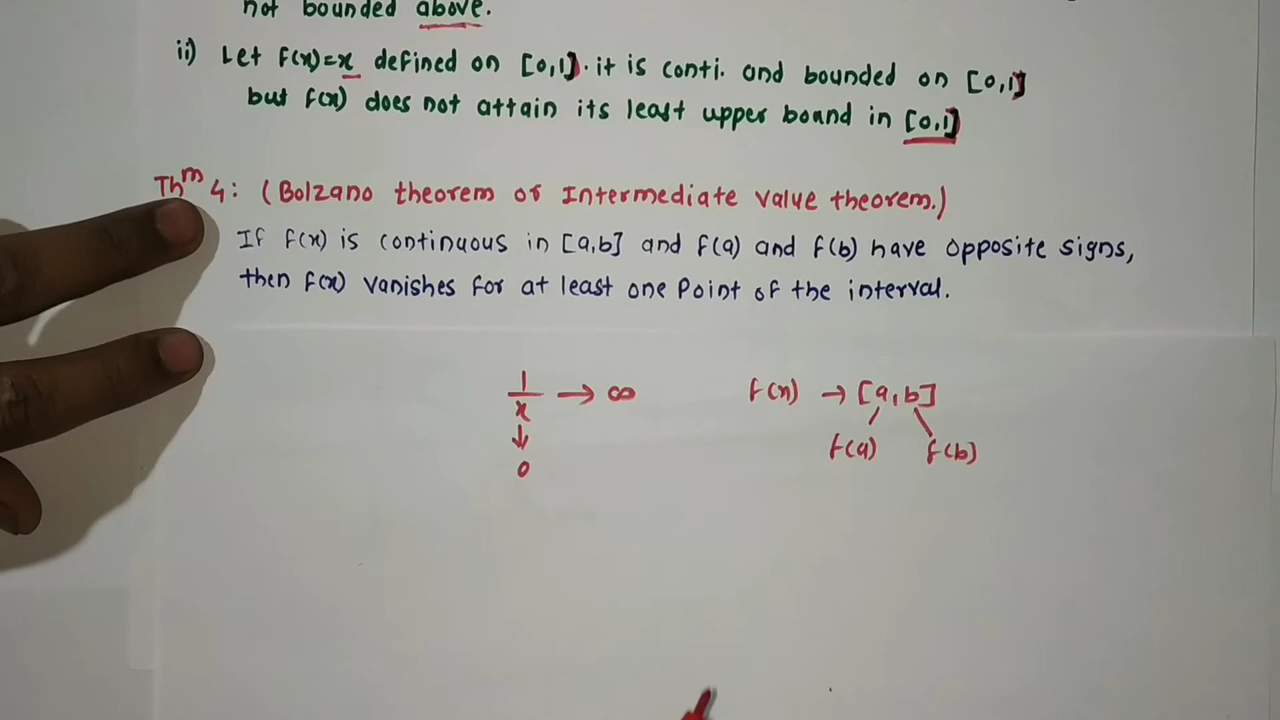 not bounded above.
ii) Let f(x)=x defined on [0,1]. it is conti. and bounded on [0,1]
but f(x) does not attain its least upper bound in [0,1]
Thm 4: (Bolzano theorem or Intermediate value theorem.)
If f(x) is continuous in [a,b] and f(a) and f(b) have opposite signs,
then f(x) vanishes for at least one point of the interval.
1/x → ∞ f(x) → [a,b]
↓ f(a) f(b)
0